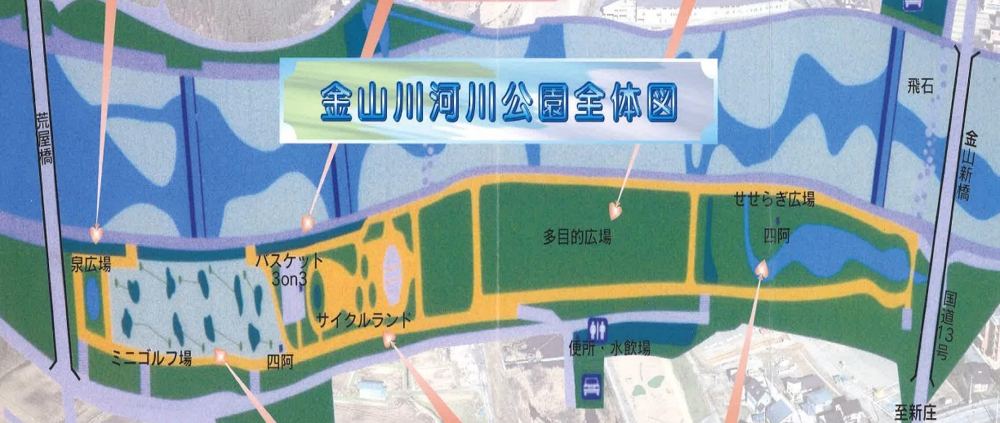 金山川河川公園全体図
飛石
荒屋橋
金山新橋
せせらぎ広場
四阿
多目的広場
泉広場
バスケット
3on3
サイクルランド
ミニゴルフ場
四阿
便所・水飲場
国道13号
至新庄